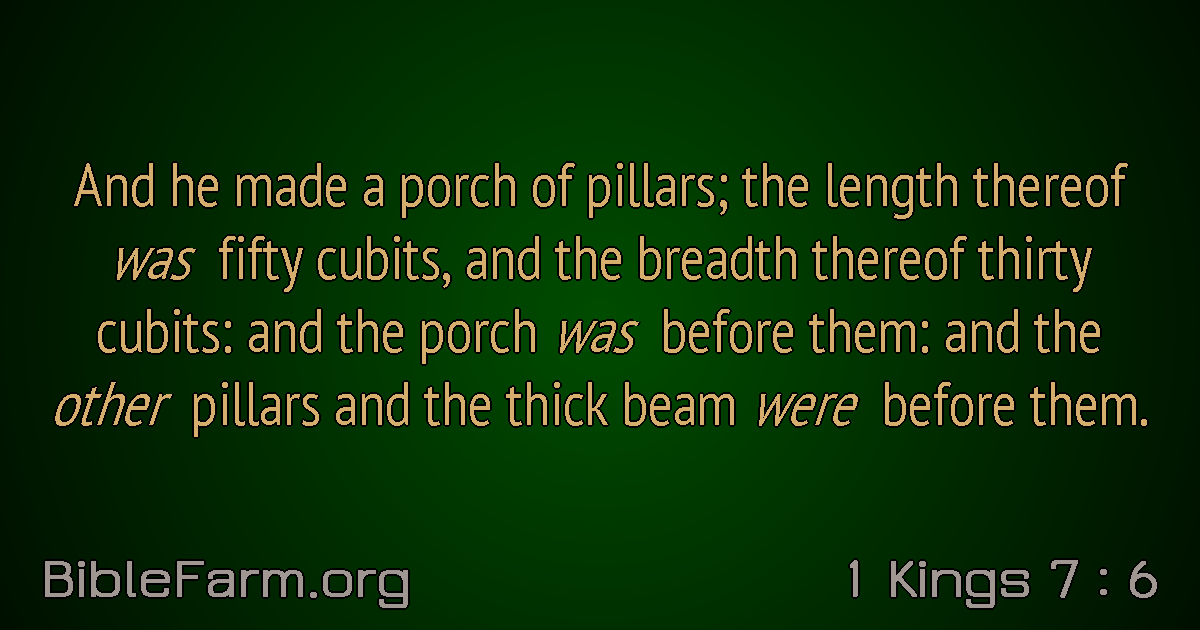 And he made a porch of pillars; the length thereof
was fifty cubits, and the breadth thereof thirty
cubits: and the porch was before them: and the
other pillars and the thick beam were before them.
BibleFarm.org
1 Kings 7 : 6